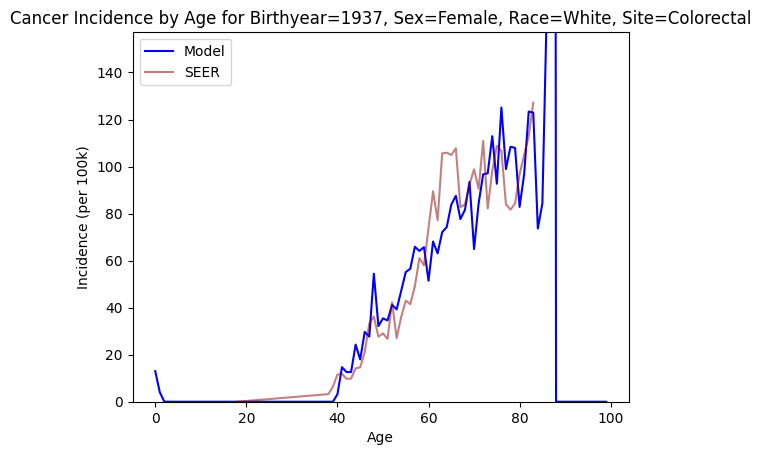 Cancer Incidence by Age for Birthyear=1937, Sex=Female, Race=White, Site=Colorectal
Model
SEER
140
120
100
80
60
40
20
0
Incidence (per 100k)
0 20 40 60 80 100
Age